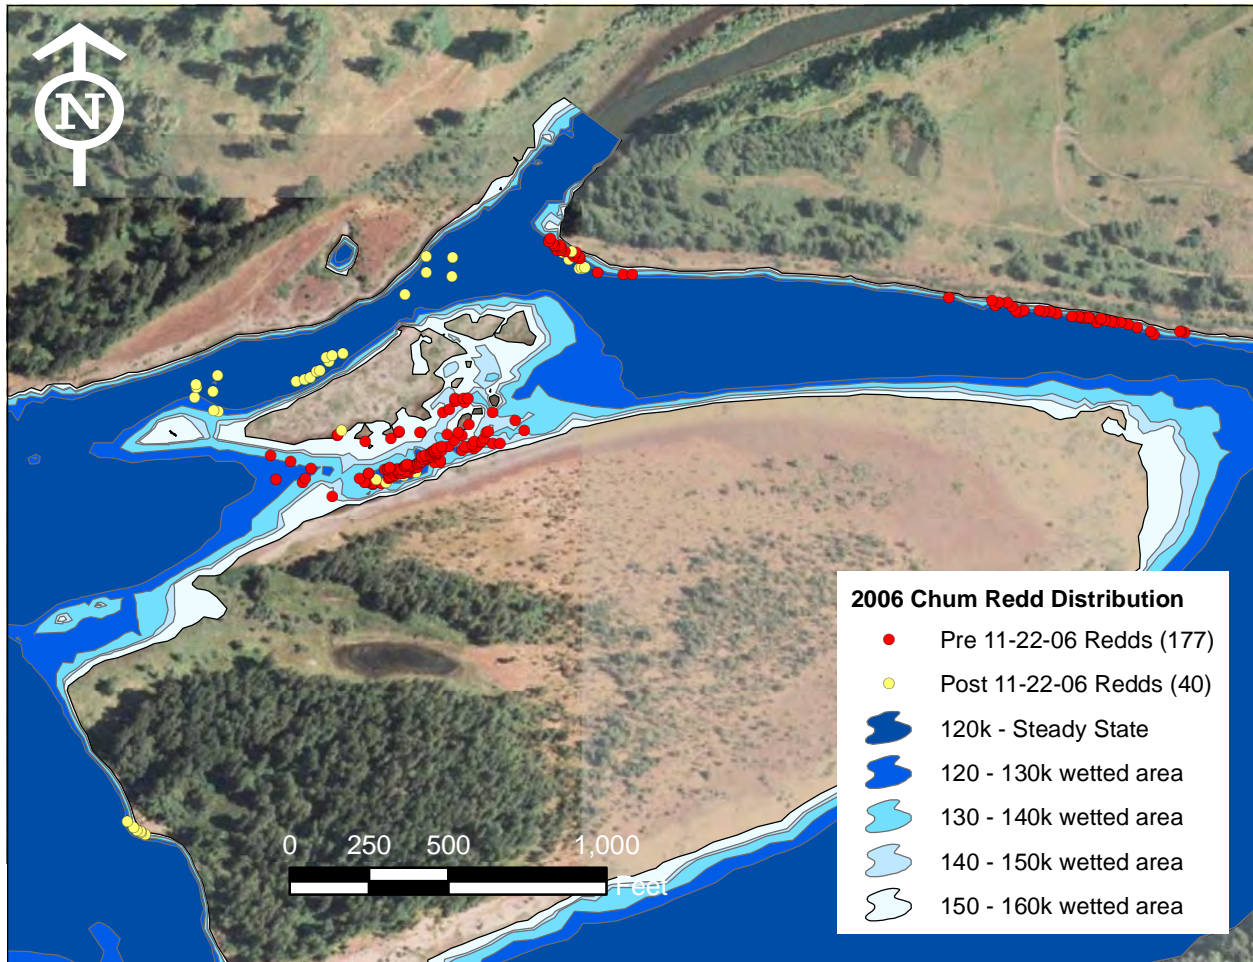 N
2006 Chum Redd Distribution
Pre 11-22-06 Redds (177)
Post 11-22-06 Redds (40)
120k - Steady State
120 - 130k wetted area
130 - 140k wetted area
140 - 150k wetted area
150 - 160k wetted area
0 250 500 1,000
Feet